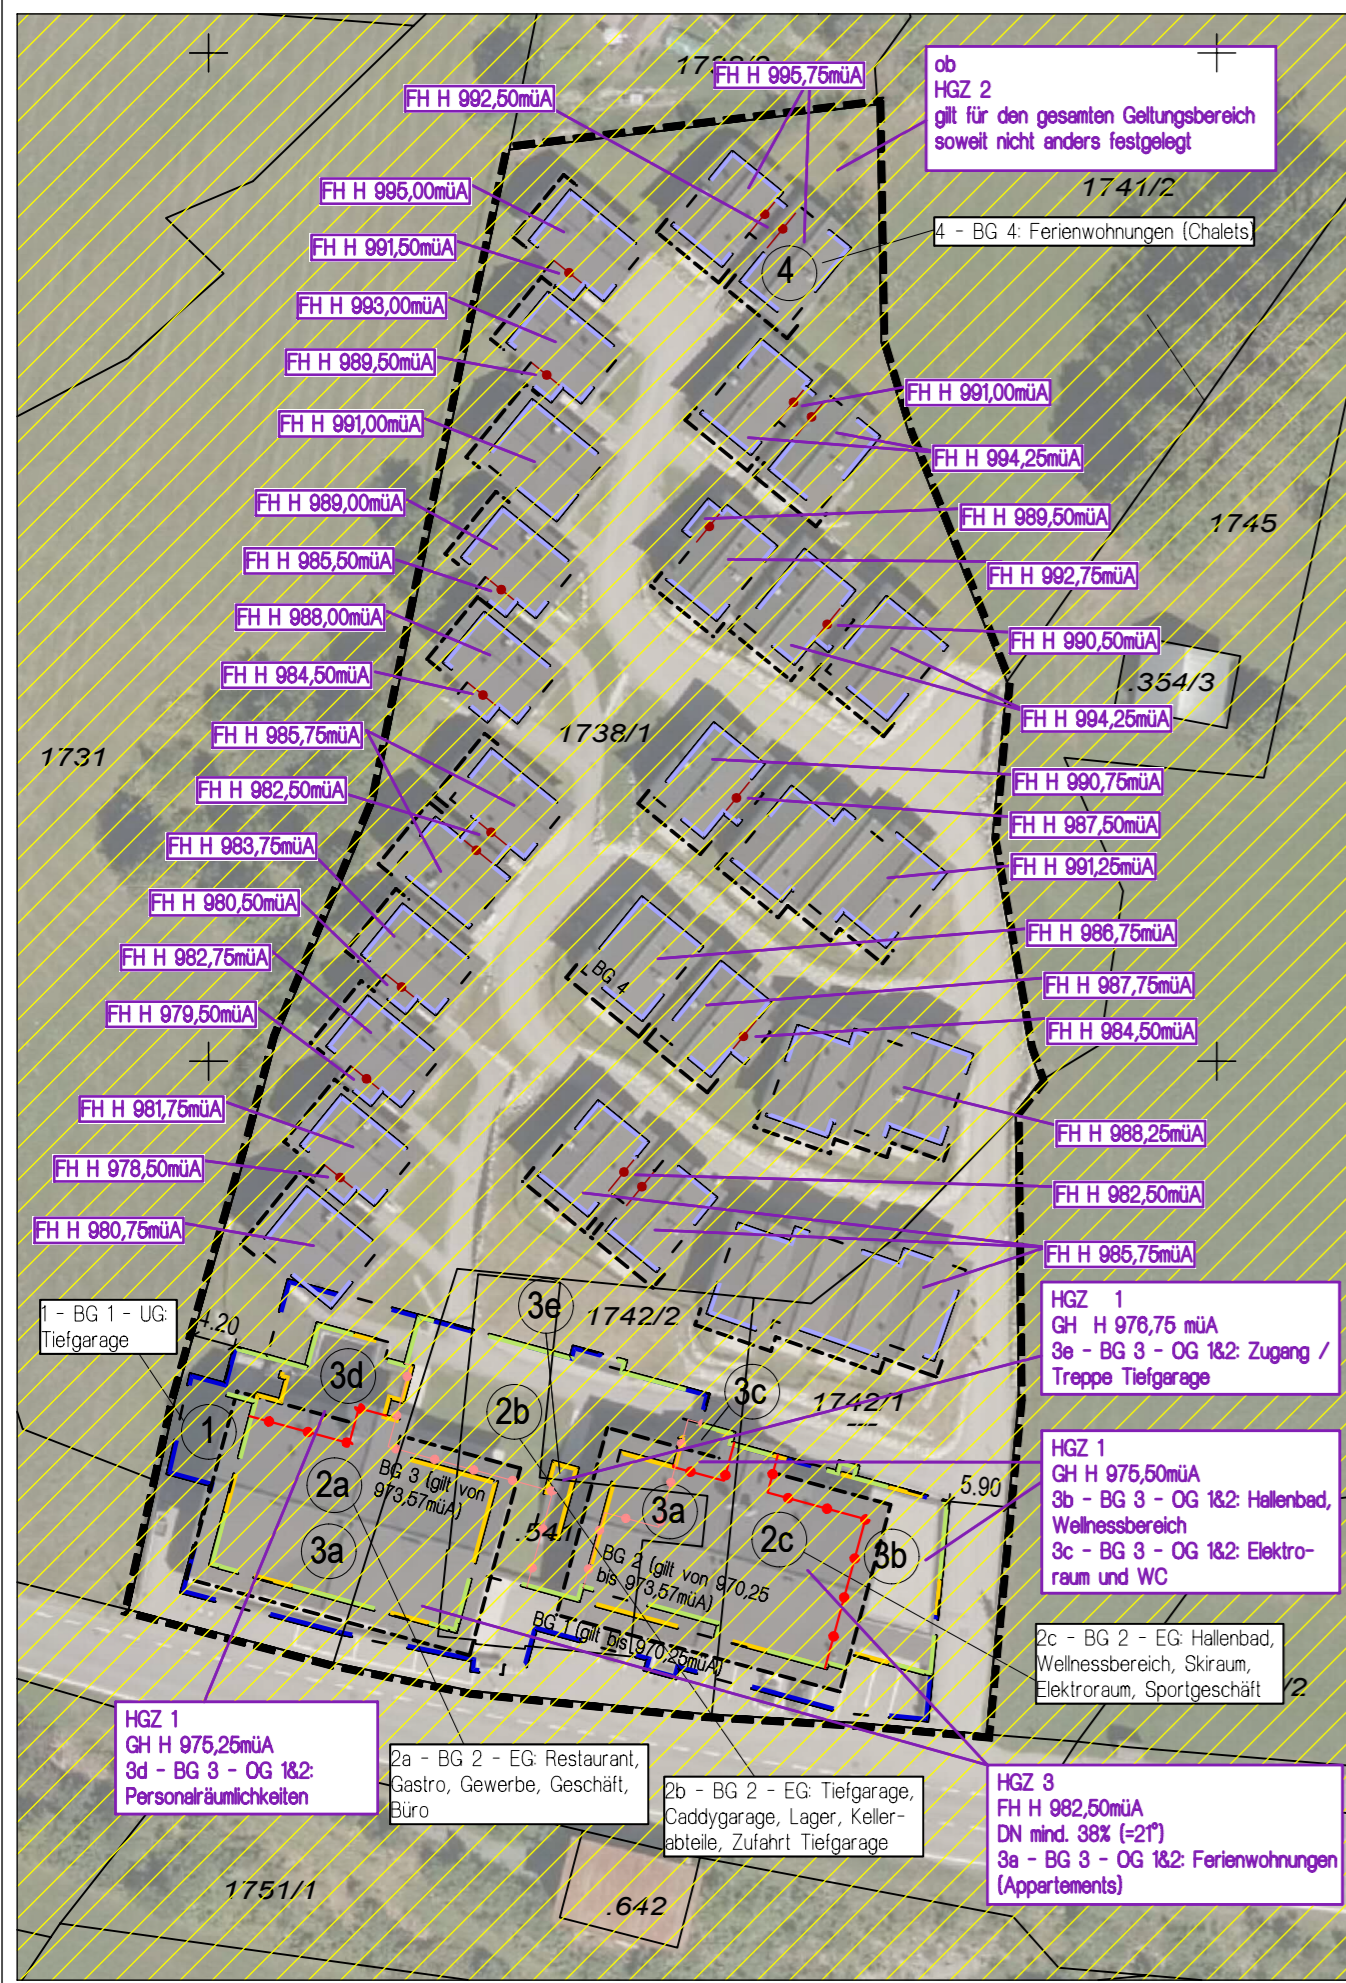 FH H 995,75müA
FH H 992,50müA
ob
HGZ 2
gilt für den gesamten Geltungsbereich
soweit nicht anders festgelegt
1741/2
FH H 995,00müA
4 - BG 4: Ferienwohnungen (Chalets)
FH H 991,50müA
4
FH H 993,00müA
FH H 989,50müA
FH H 991,00müA
FH H 991,00müA
FH H 994,25müA
FH H 989,00müA
FH H 989,50müA
1745
FH H 985,50müA
FH H 992,75müA
FH H 988,00müA
FH H 990,50müA
FH H 984,50müA
.354/3
FH H 994,25müA
FH H 985,75müA
1738/1
1731
FH H 990,75müA
FH H 982,50müA
FH H 987,50müA
FH H 983,75müA
FH H 991,25müA
FH H 980,50müA
FH H 986,75müA
FH H 982,75müA
BG 4
FH H 987,75müA
FH H 979,50müA
FH H 984,50müA
FH H 981,75müA
FH H 988,25müA
FH H 978,50müA
FH H 982,50müA
FH H 980,75müA
FH H 985,75müA
1 - BG 1 - UG:
Tiefgarage
4.20
3e
1742/2
HGZ 1
GH H 976,75 müA
3e - BG 3 - OG 1&2: Zugang /
Treppe Tiefgarage
3d
3c
1742/1
2b
1
HGZ 1
GH H 975,50müA
3b - BG 3 - OG 1&2: Hallenbad,
Wellnessbereich
3c - BG 3 - OG 1&2: Elektro-
raum und WC
2a
BG 3 (gilt von
973,57müA)
5.90
3a
.541
3a
2c
3b
BG 2 (gilt von 970,25
bis 973,57müA)
BG 1 (gilt bis 970,25müA)
2c - BG 2 - EG: Hallenbad,
Wellnessbereich, Skiraum,
Elektroraum, Sportgeschäft
/2
HGZ 1
GH H 975,25müA
3d - BG 3 - OG 1&2:
Personalräumlichkeiten
2a - BG 2 - EG: Restaurant,
Gastro, Gewerbe, Geschäft,
Büro
2b - BG 2 - EG: Tiefgarage,
Caddygarage, Lager, Keller-
abteile, Zufahrt Tiefgarage
HGZ 3
FH H 982,50müA
DN mind. 38% (=21°)
3a - BG 3 - OG 1&2: Ferienwohnungen
(Appartements)
1751/1
.642